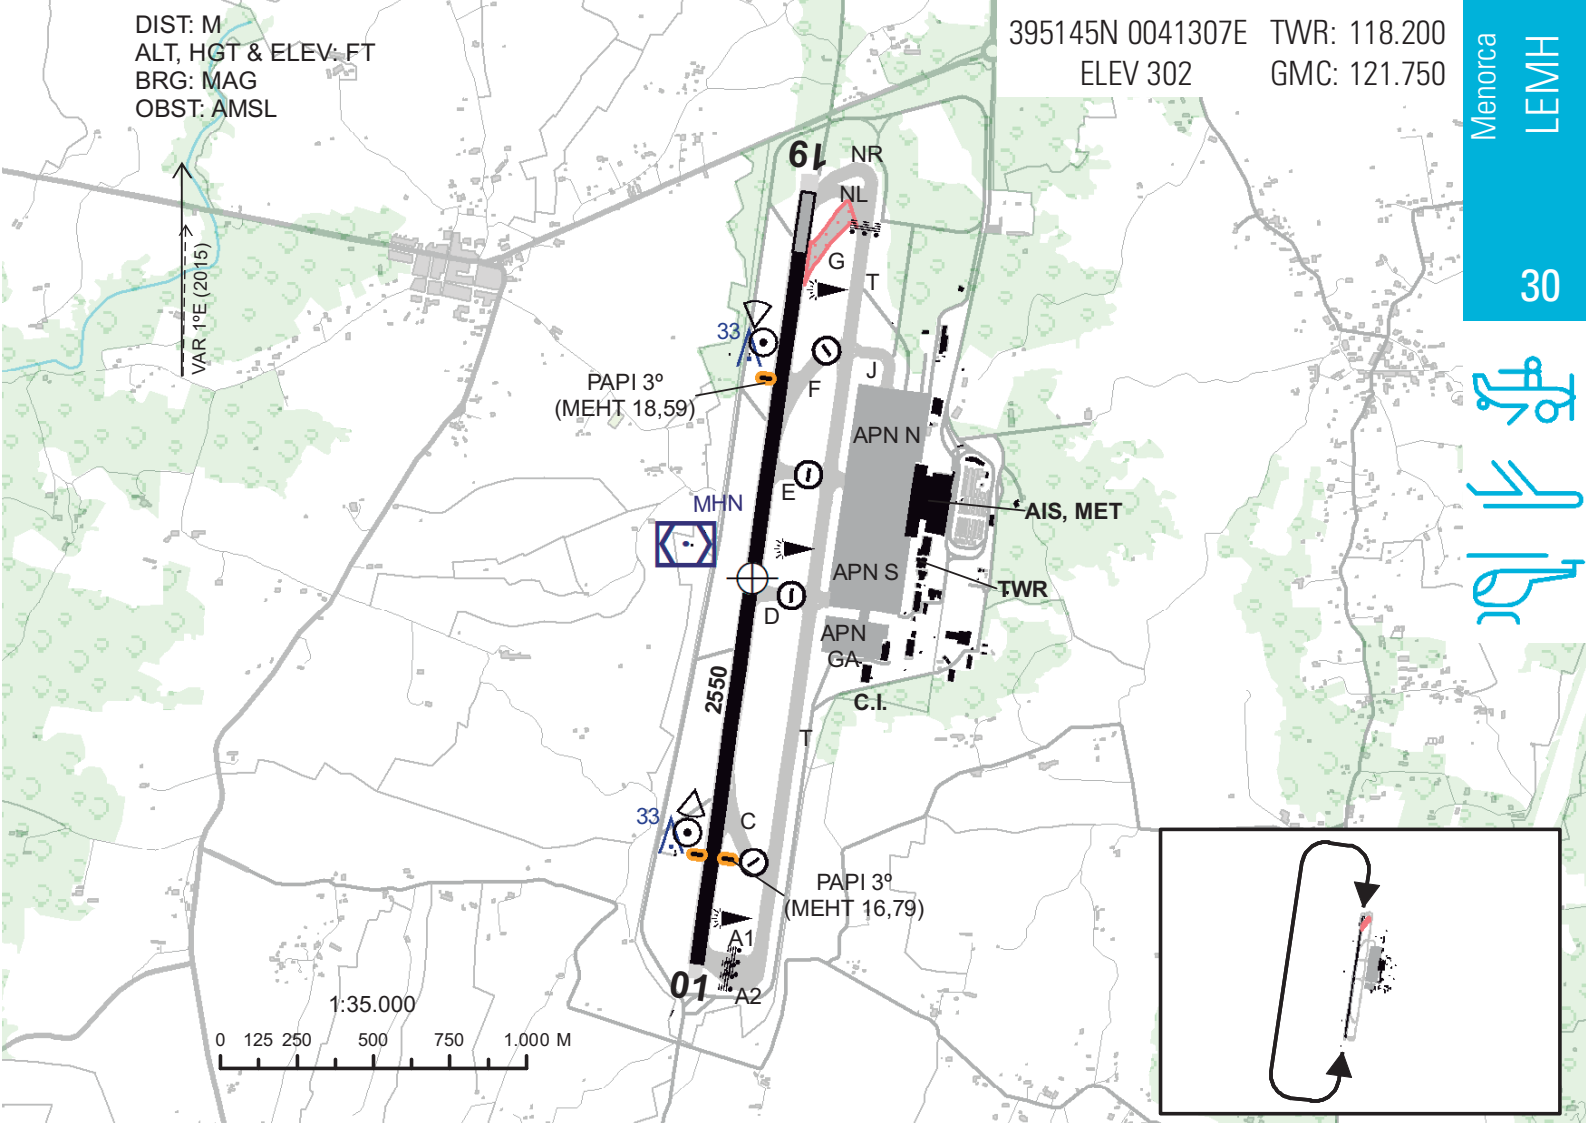 DIST: M
ALT, HGT & ELEV: FT
BRG: MAG
OBST: AMSL
395145N 0041307E TWR: 118.200
ELEV 302 GMC: 121.750
Menorca
LEMH
30
VAR 1ºE (2015)
19
NR
NL
G
T
33
PAPI 3º
(MEHT 18,59)
F
J
APN N
E
MHN
AIS, MET
APN S
TWR
D
APN
GA
2550
C.I.
T
33
C
PAPI 3º
(MEHT 16,79)
A1
01
A2
1:35.000
0 125 250 500 750 1.000 M